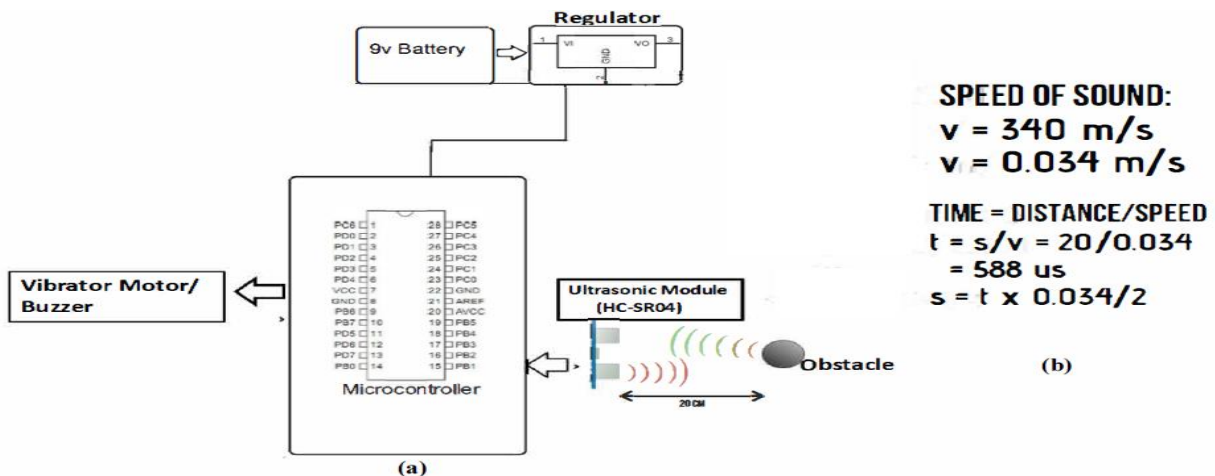 Regulator
9v Battery
1
VI
VO
3
GND
2
SPEED OF SOUND:
v = 340 m/s
v = 0.034 m/s
TIME = DISTANCE/SPEED
t = s/v = 20/0.034
= 588 us
s = t x 0.034/2
(b)
PC6 1 28 PC5
PD0 2 27 PC4
PD1 3 26 PC3
PD2 4 25 PC2
PD3 5 24 PC1
PD4 6 23 PC0
VCC 7 22 GND
GND 8 21 AREF
PB6 9 20 AVCC
PB7 10 19 PB5
PD5 11 18 PB4
PD6 12 17 PB3
PD7 13 16 PB2
PB0 14 15 PB1
Microcontroller
Vibrator Motor/
Buzzer
Ultrasonic Module
(HC-SR04)
Obstacle
20 CM
(a)